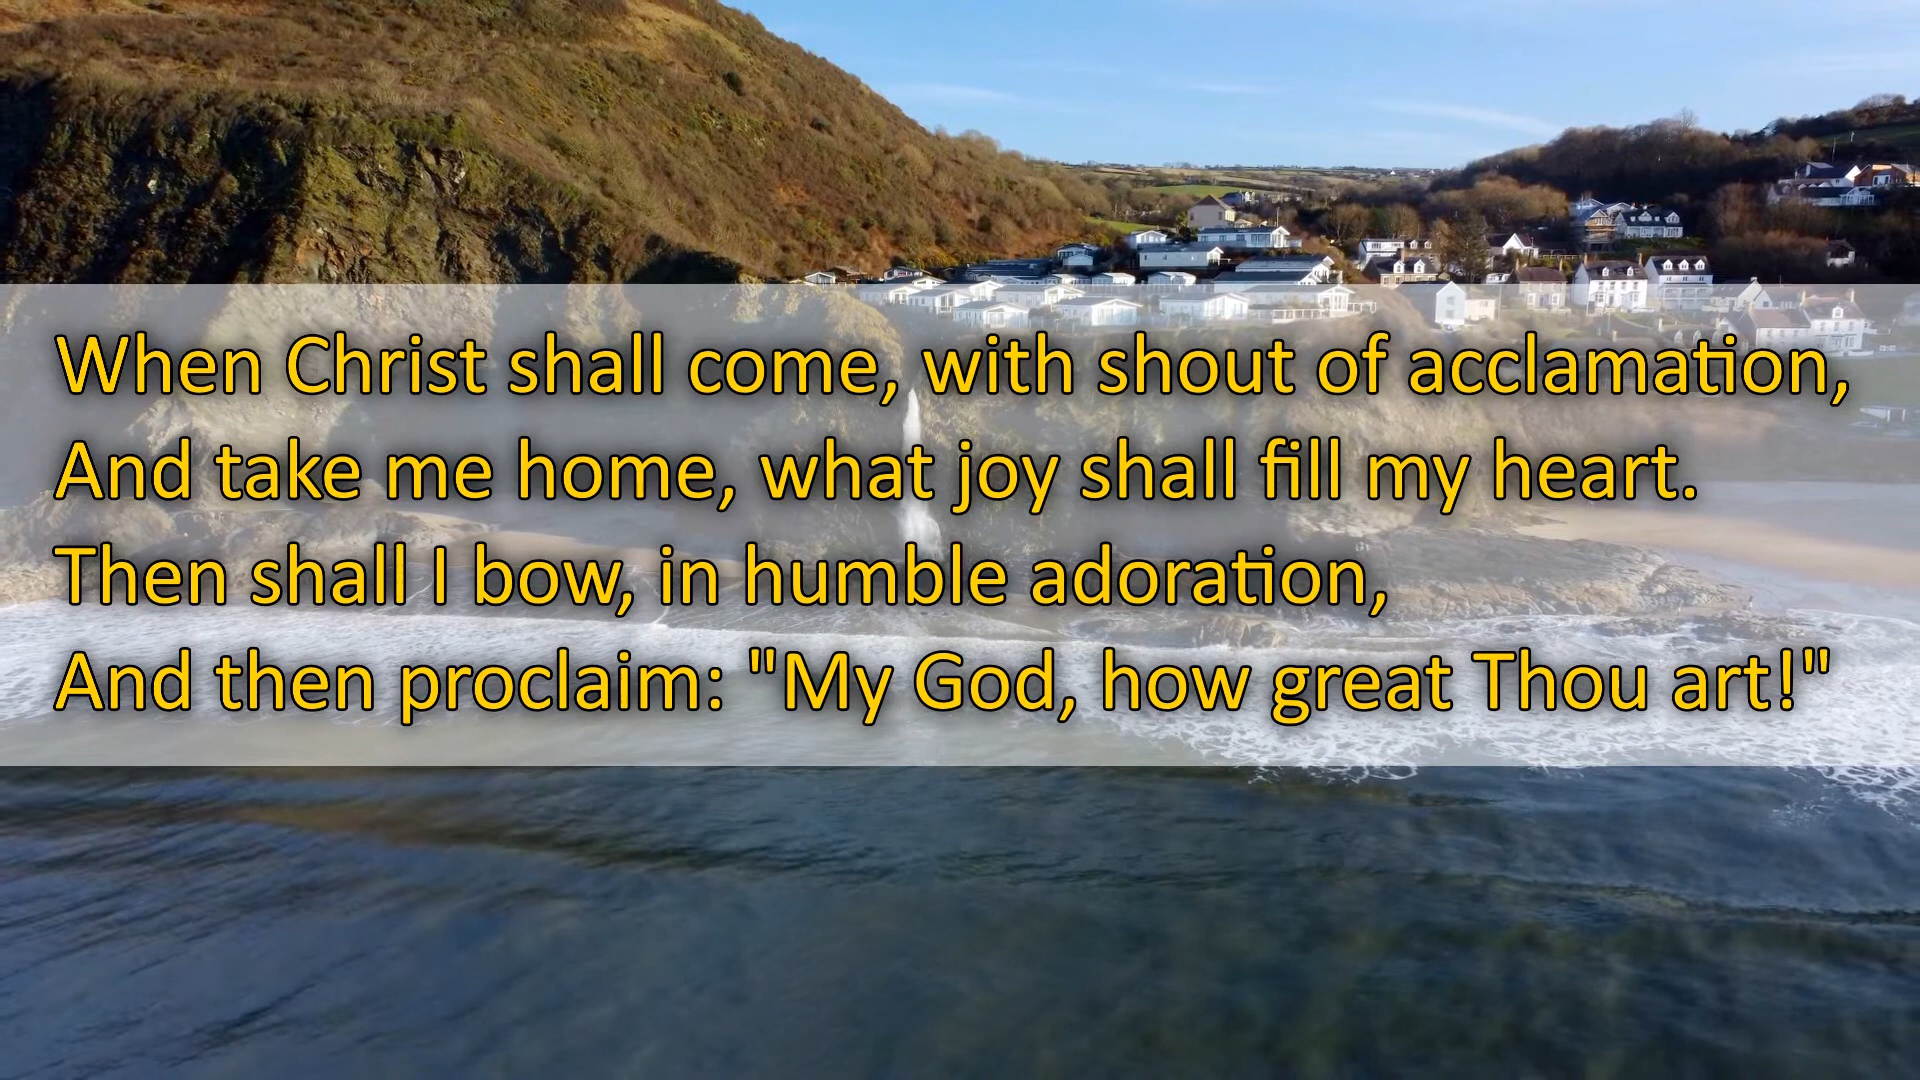 When Christ shall come, with shout of acclamation,
And take me home, what joy shall fill my heart.
Then shall I bow, in humble adoration,
And then proclaim: "My God, how great Thou art!"